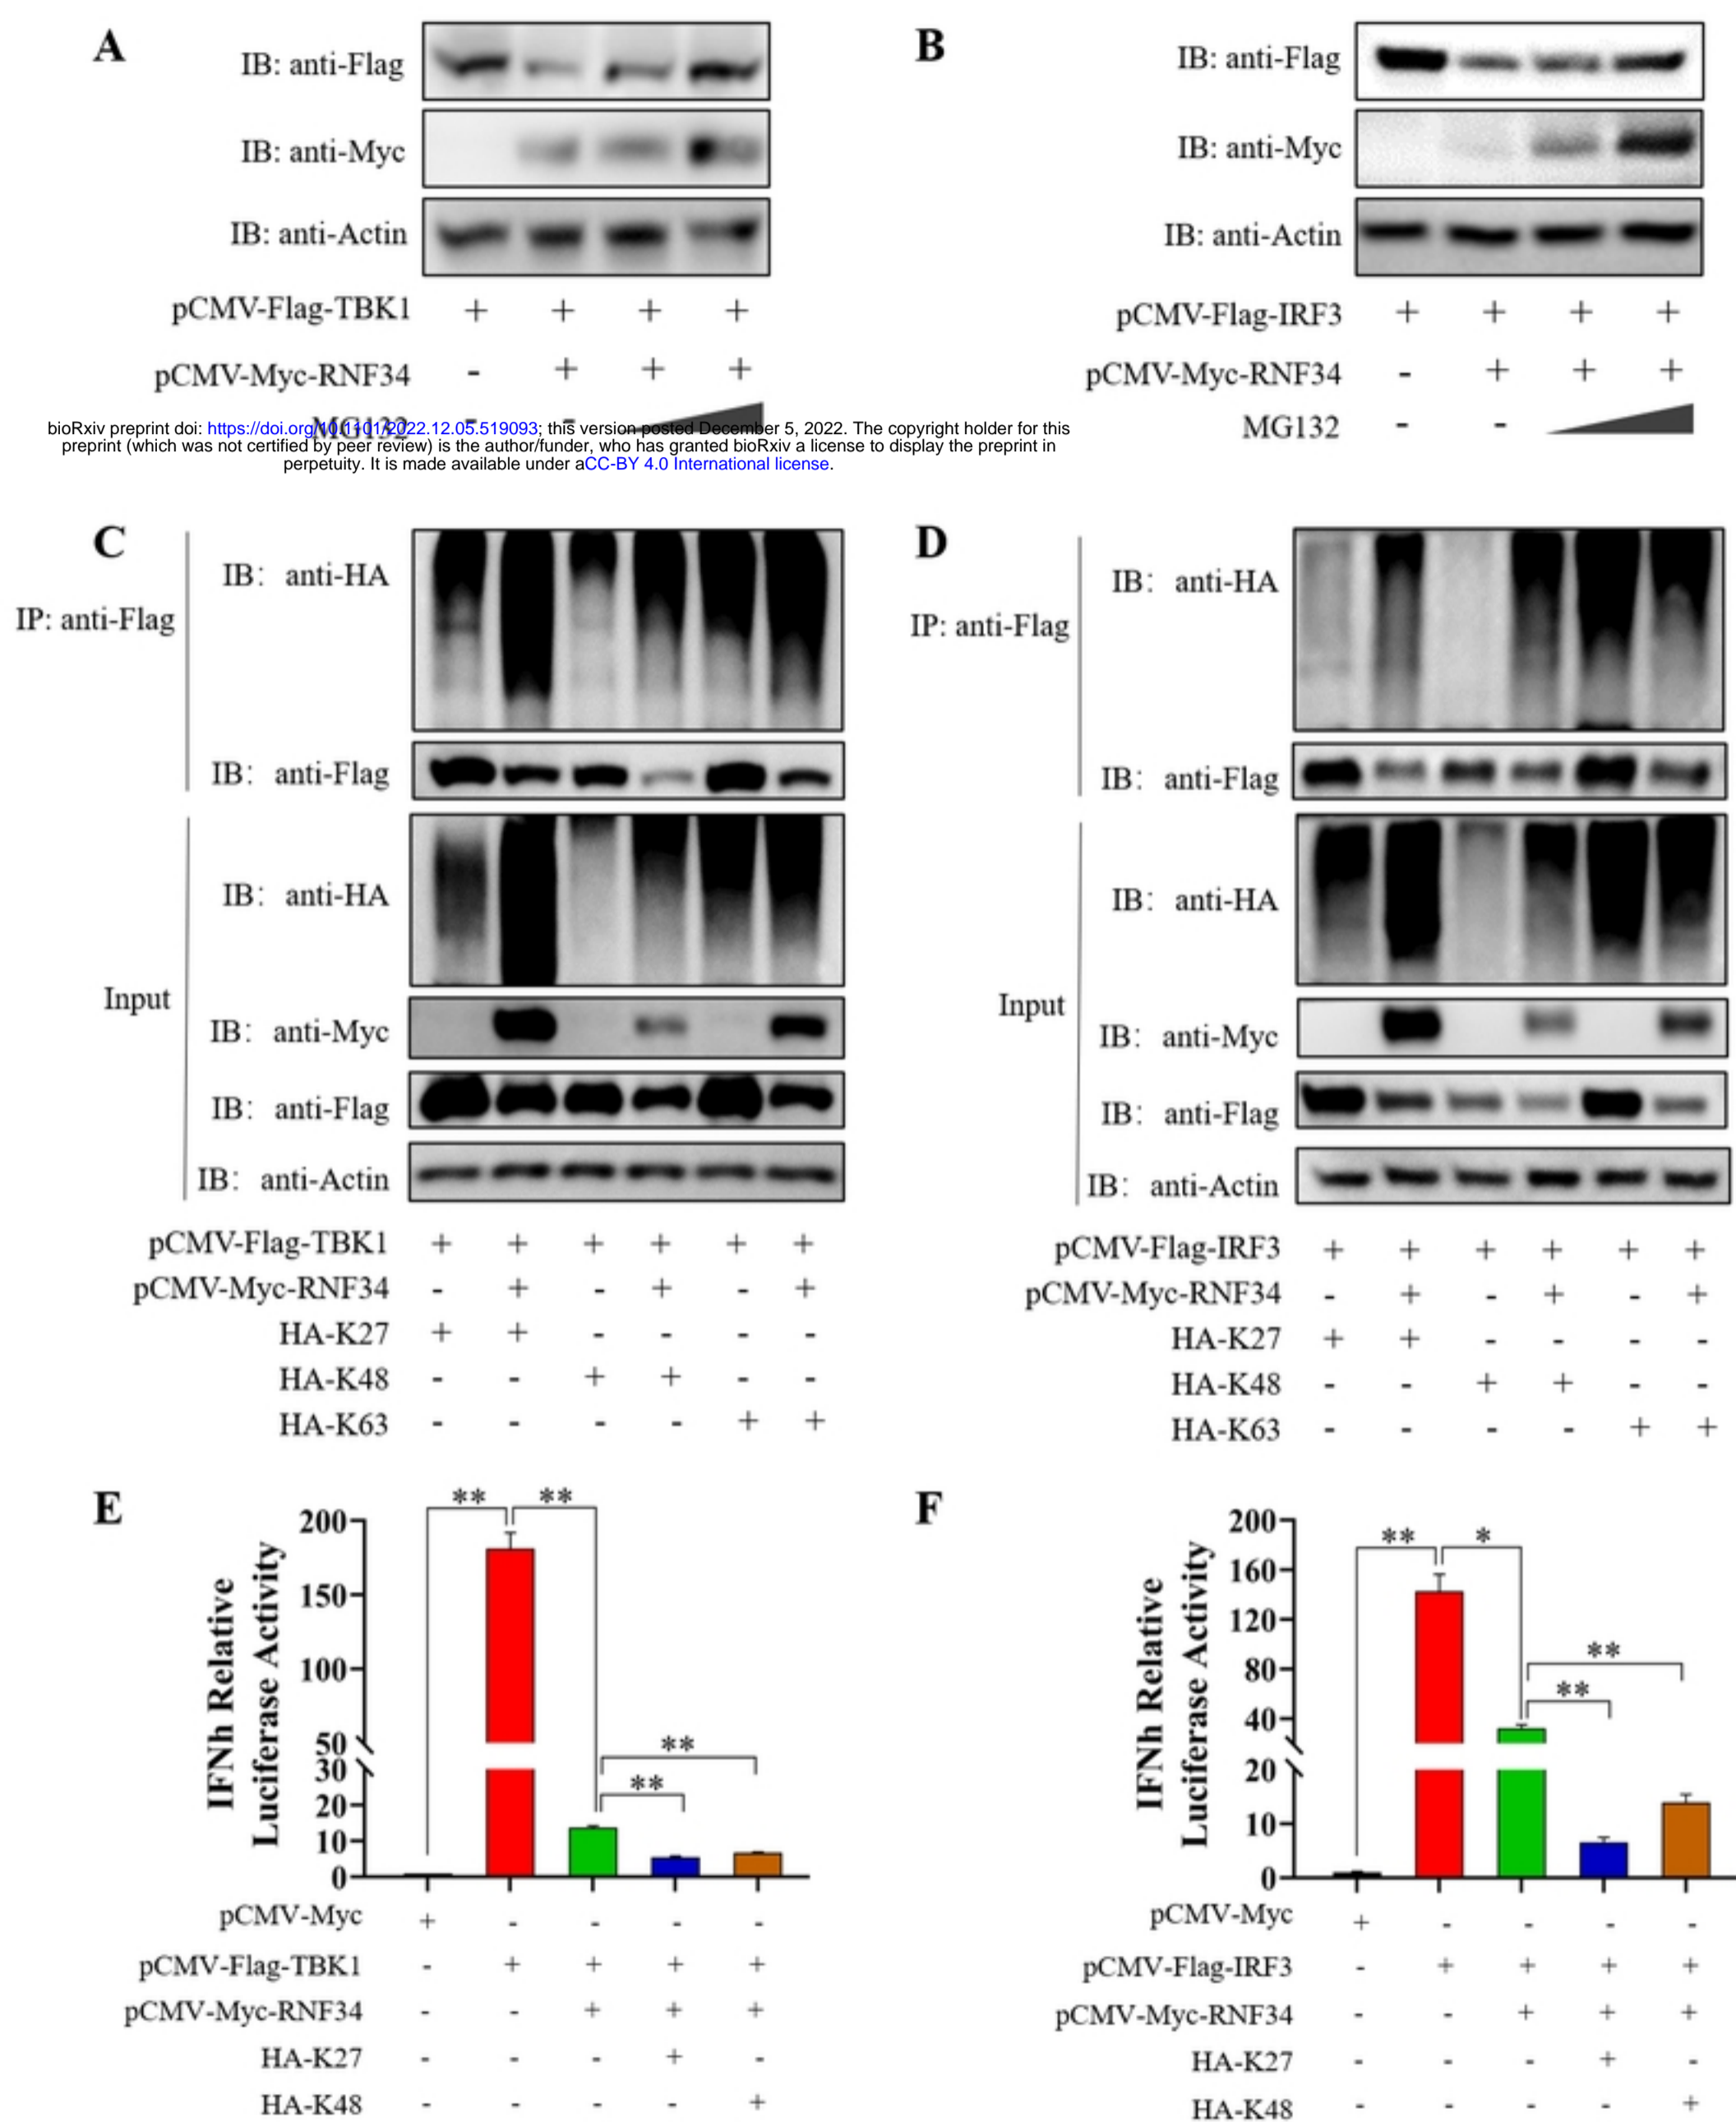 A
IB: anti-Flag
IB: anti-Myc
IB: anti-Actin
pCMV-Flag-TBK1 + + + +
pCMV-Myc-RNF34 - + + +
MG132 - -
B
IB: anti-Flag
IB: anti-Myc
IB: anti-Actin
pCMV-Flag-IRF3 + + + +
pCMV-Myc-RNF34 - + + +
MG132 - -
bioRxiv preprint doi: https://doi.org/10.1101/2022.12.05.519093; this version posted December 5, 2022. The copyright holder for this
preprint (which was not certified by peer review) is the author/funder, who has granted bioRxiv a license to display the preprint in
perpetuity. It is made available under aCC-BY 4.0 International license.
C
IP: anti-Flag
IB: anti-HA
IB: anti-Flag
Input
IB: anti-HA
IB: anti-Myc
IB: anti-Flag
IB: anti-Actin
pCMV-Flag-TBK1 + + + + + +
pCMV-Myc-RNF34 - + - + - +
HA-K27 + + - - - -
HA-K48 - - + + - -
HA-K63 - - - - + +
D
IP: anti-Flag
IB: anti-HA
IB: anti-Flag
Input
IB: anti-HA
IB: anti-Myc
IB: anti-Flag
IB: anti-Actin
pCMV-Flag-IRF3 + + + + + +
pCMV-Myc-RNF34 - + - + - +
HA-K27 + + - - - -
HA-K48 - - + + - -
HA-K63 - - - - + +
E
IFNh Relative
Luciferase Activity
200
150
100
50
30
20
10
0
** **
**
**
pCMV-Myc + - - - -
pCMV-Flag-TBK1 - + + + +
pCMV-Myc-RNF34 - - + + +
HA-K27 - - - + -
HA-K48 - - - - +
F
IFNh Relative
Luciferase Activity
200
160
120
80
40
20
10
0
** *
**
**
pCMV-Myc + - - - -
pCMV-Flag-IRF3 - + + + +
pCMV-Myc-RNF34 - - + + +
HA-K27 - - - + -
HA-K48 - - - - +